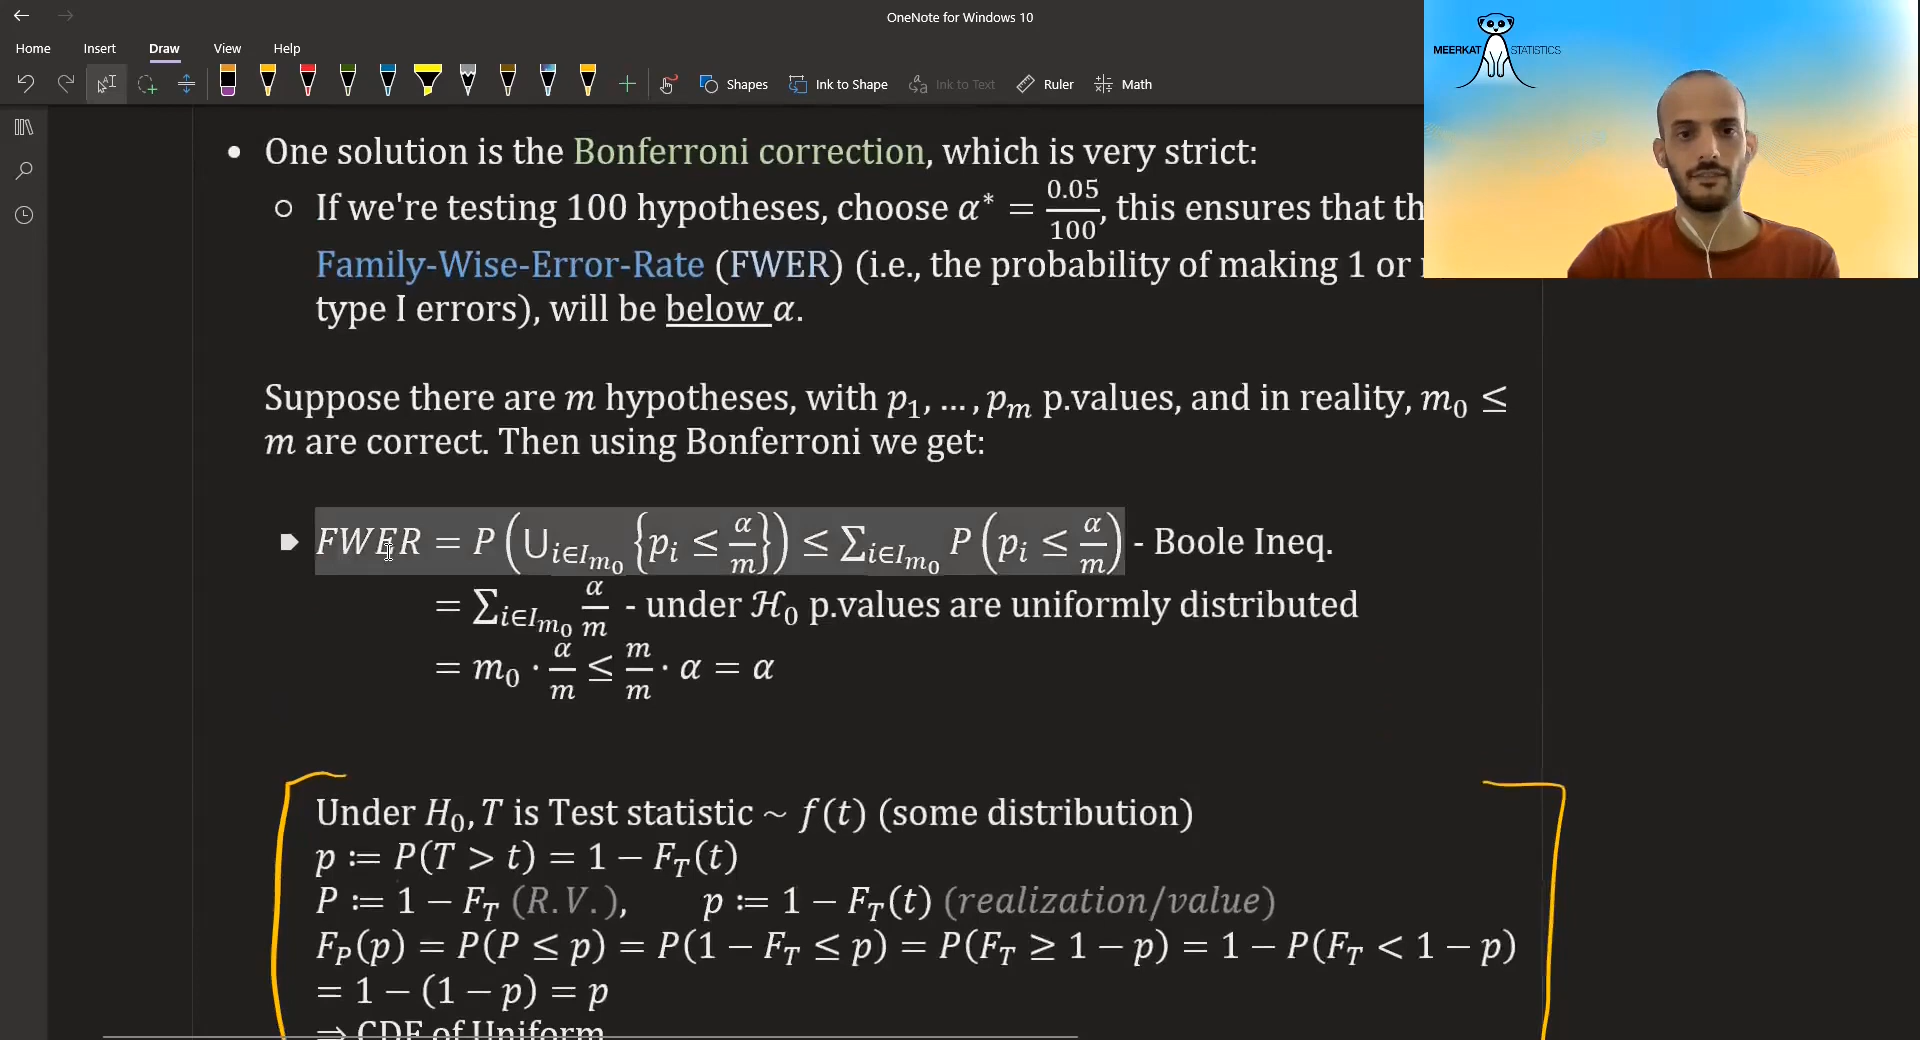 OneNote for Windows 10
Home Insert Draw View Help
Shapes Ink to Shape Ink to Text Ruler Math
MEERKAT STATISTICS
• One solution is the Bonferroni correction, which is very strict:
○ If we're testing 100 hypotheses, choose α* = 0.05/100, this ensures that
Family-Wise-Error-Rate (FWER) (i.e., the probability of making 1 or
type I errors), will be below α.
Suppose there are m hypotheses, with p₁, ..., pₘ p.values, and in reality, m₀ ≤
m are correct. Then using Bonferroni we get:
FWER = P(⋃_{i∈I_{m₀}} {pᵢ ≤ α/m}) ≤ ∑_{i∈I_{m₀}} P(pᵢ ≤ α/m) - Boole Ineq.
= ∑_{i∈I_{m₀}} α/m - under ℋ₀ p.values are uniformly distributed
= m₀ · α/m ≤ m/m · α = α
Under H₀, T is Test statistic ~ f(t) (some distribution)
p ≔ P(T > t) = 1 − F_T(t)
P ≔ 1 − F_T (R.V.), p ≔ 1 − F_T(t) (realization/value)
F_P(p) = P(P ≤ p) = P(1 − F_T ≤ p) = P(F_T ≥ 1 − p) = 1 − P(F_T < 1 − p)
= 1 − (1 − p) = p
⇒ CDF of Uniform